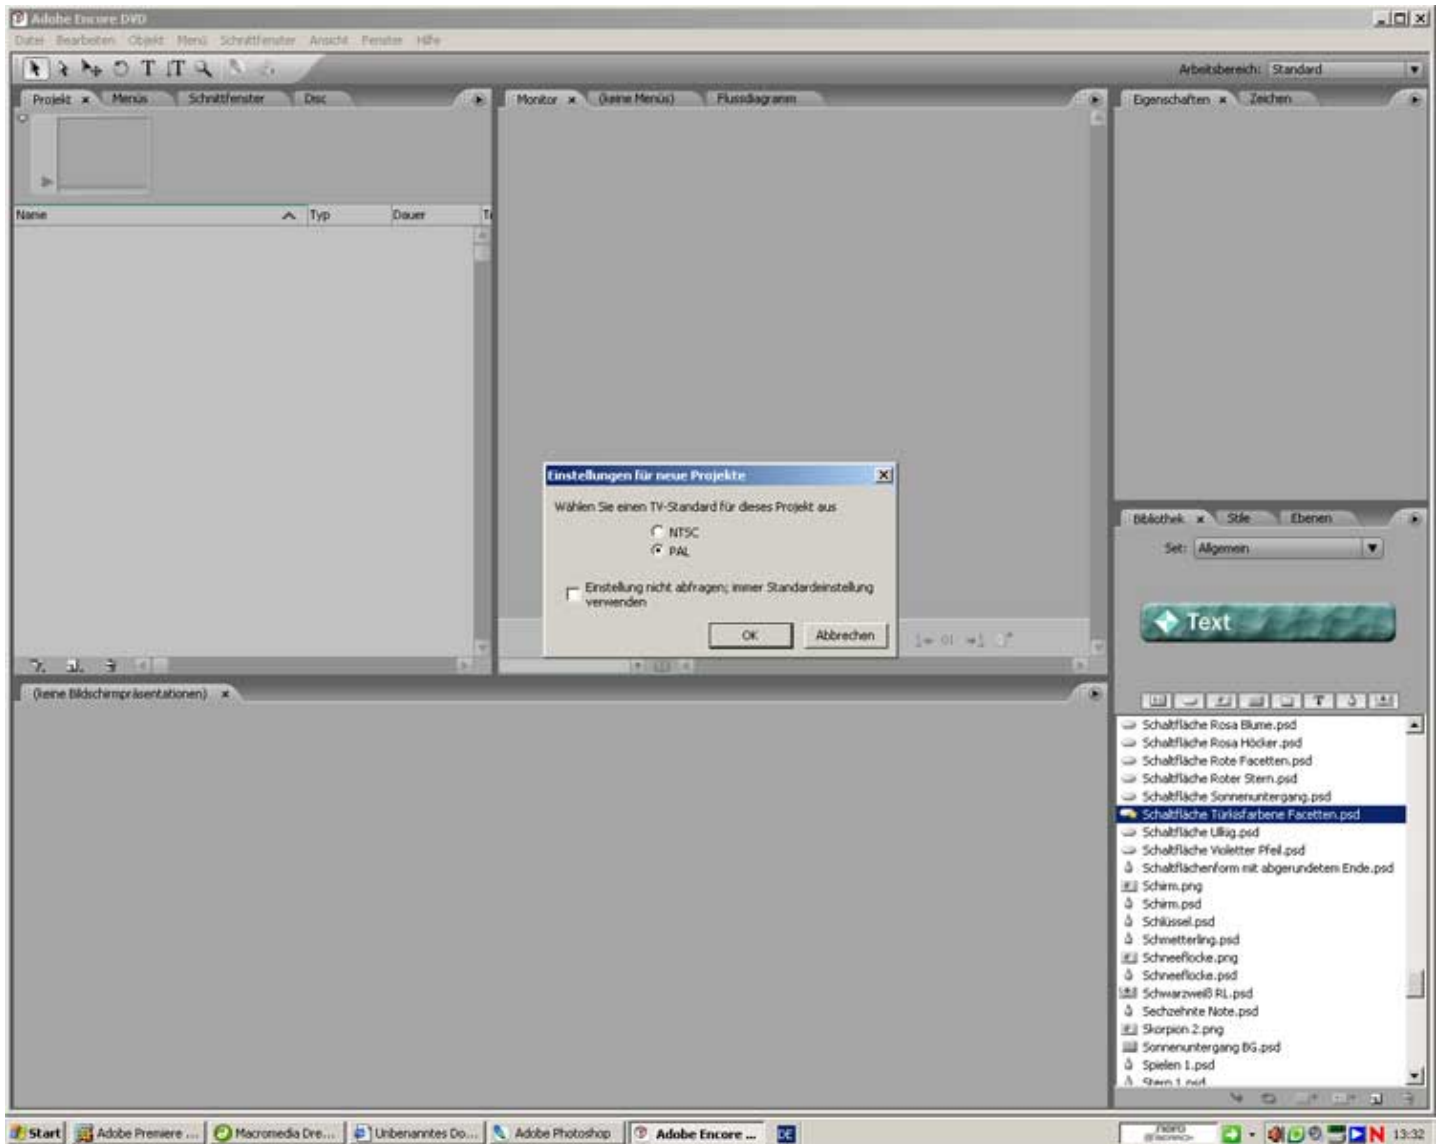 Adobe Encore DVD
Datei Bearbeiten Objekt Menü Schnittfenster Ansicht Fenster Hilfe
Arbeitsbereich: Standard
Projekt Menüs Schnittfenster Disc
Monitor (keine Menüs) Flussdiagramm
Eigenschaften Zeichen
Name Typ Dauer
Einstellungen für neue Projekte
Wählen Sie einen TV-Standard für dieses Projekt aus
NTSC
PAL
Einstellung nicht abfragen; immer Standardeinstellung
verwenden
OK Abbrechen
(keine Bildschirmpräsentationen)
Bibliothek Stile Ebenen
Set: Allgemein
Text
Schaltfläche Rosa Blume.psd
Schaltfläche Rosa Höcker.psd
Schaltfläche Rote Facetten.psd
Schaltfläche Roter Stern.psd
Schaltfläche Sonnenuntergang.psd
Schaltfläche Türkisfarbene Facetten.psd
Schaltfläche Ulkig.psd
Schaltfläche Violetter Pfeil.psd
Schaltflächenform mit abgerundetem Ende.psd
Schirm.png
Schirm.psd
Schlüssel.psd
Schmetterling.psd
Schneeflocke.png
Schneeflocke.psd
Schwarzweiß RL.psd
Sechzehnte Note.psd
Skorpion 2.png
Sonnenuntergang BG.psd
Spielen 1.psd
Stern 1.psd
Start Adobe Premiere ... Macromedia Dre... Unbenanntes Do... Adobe Photoshop Adobe Encore ... DE
nero
13:32